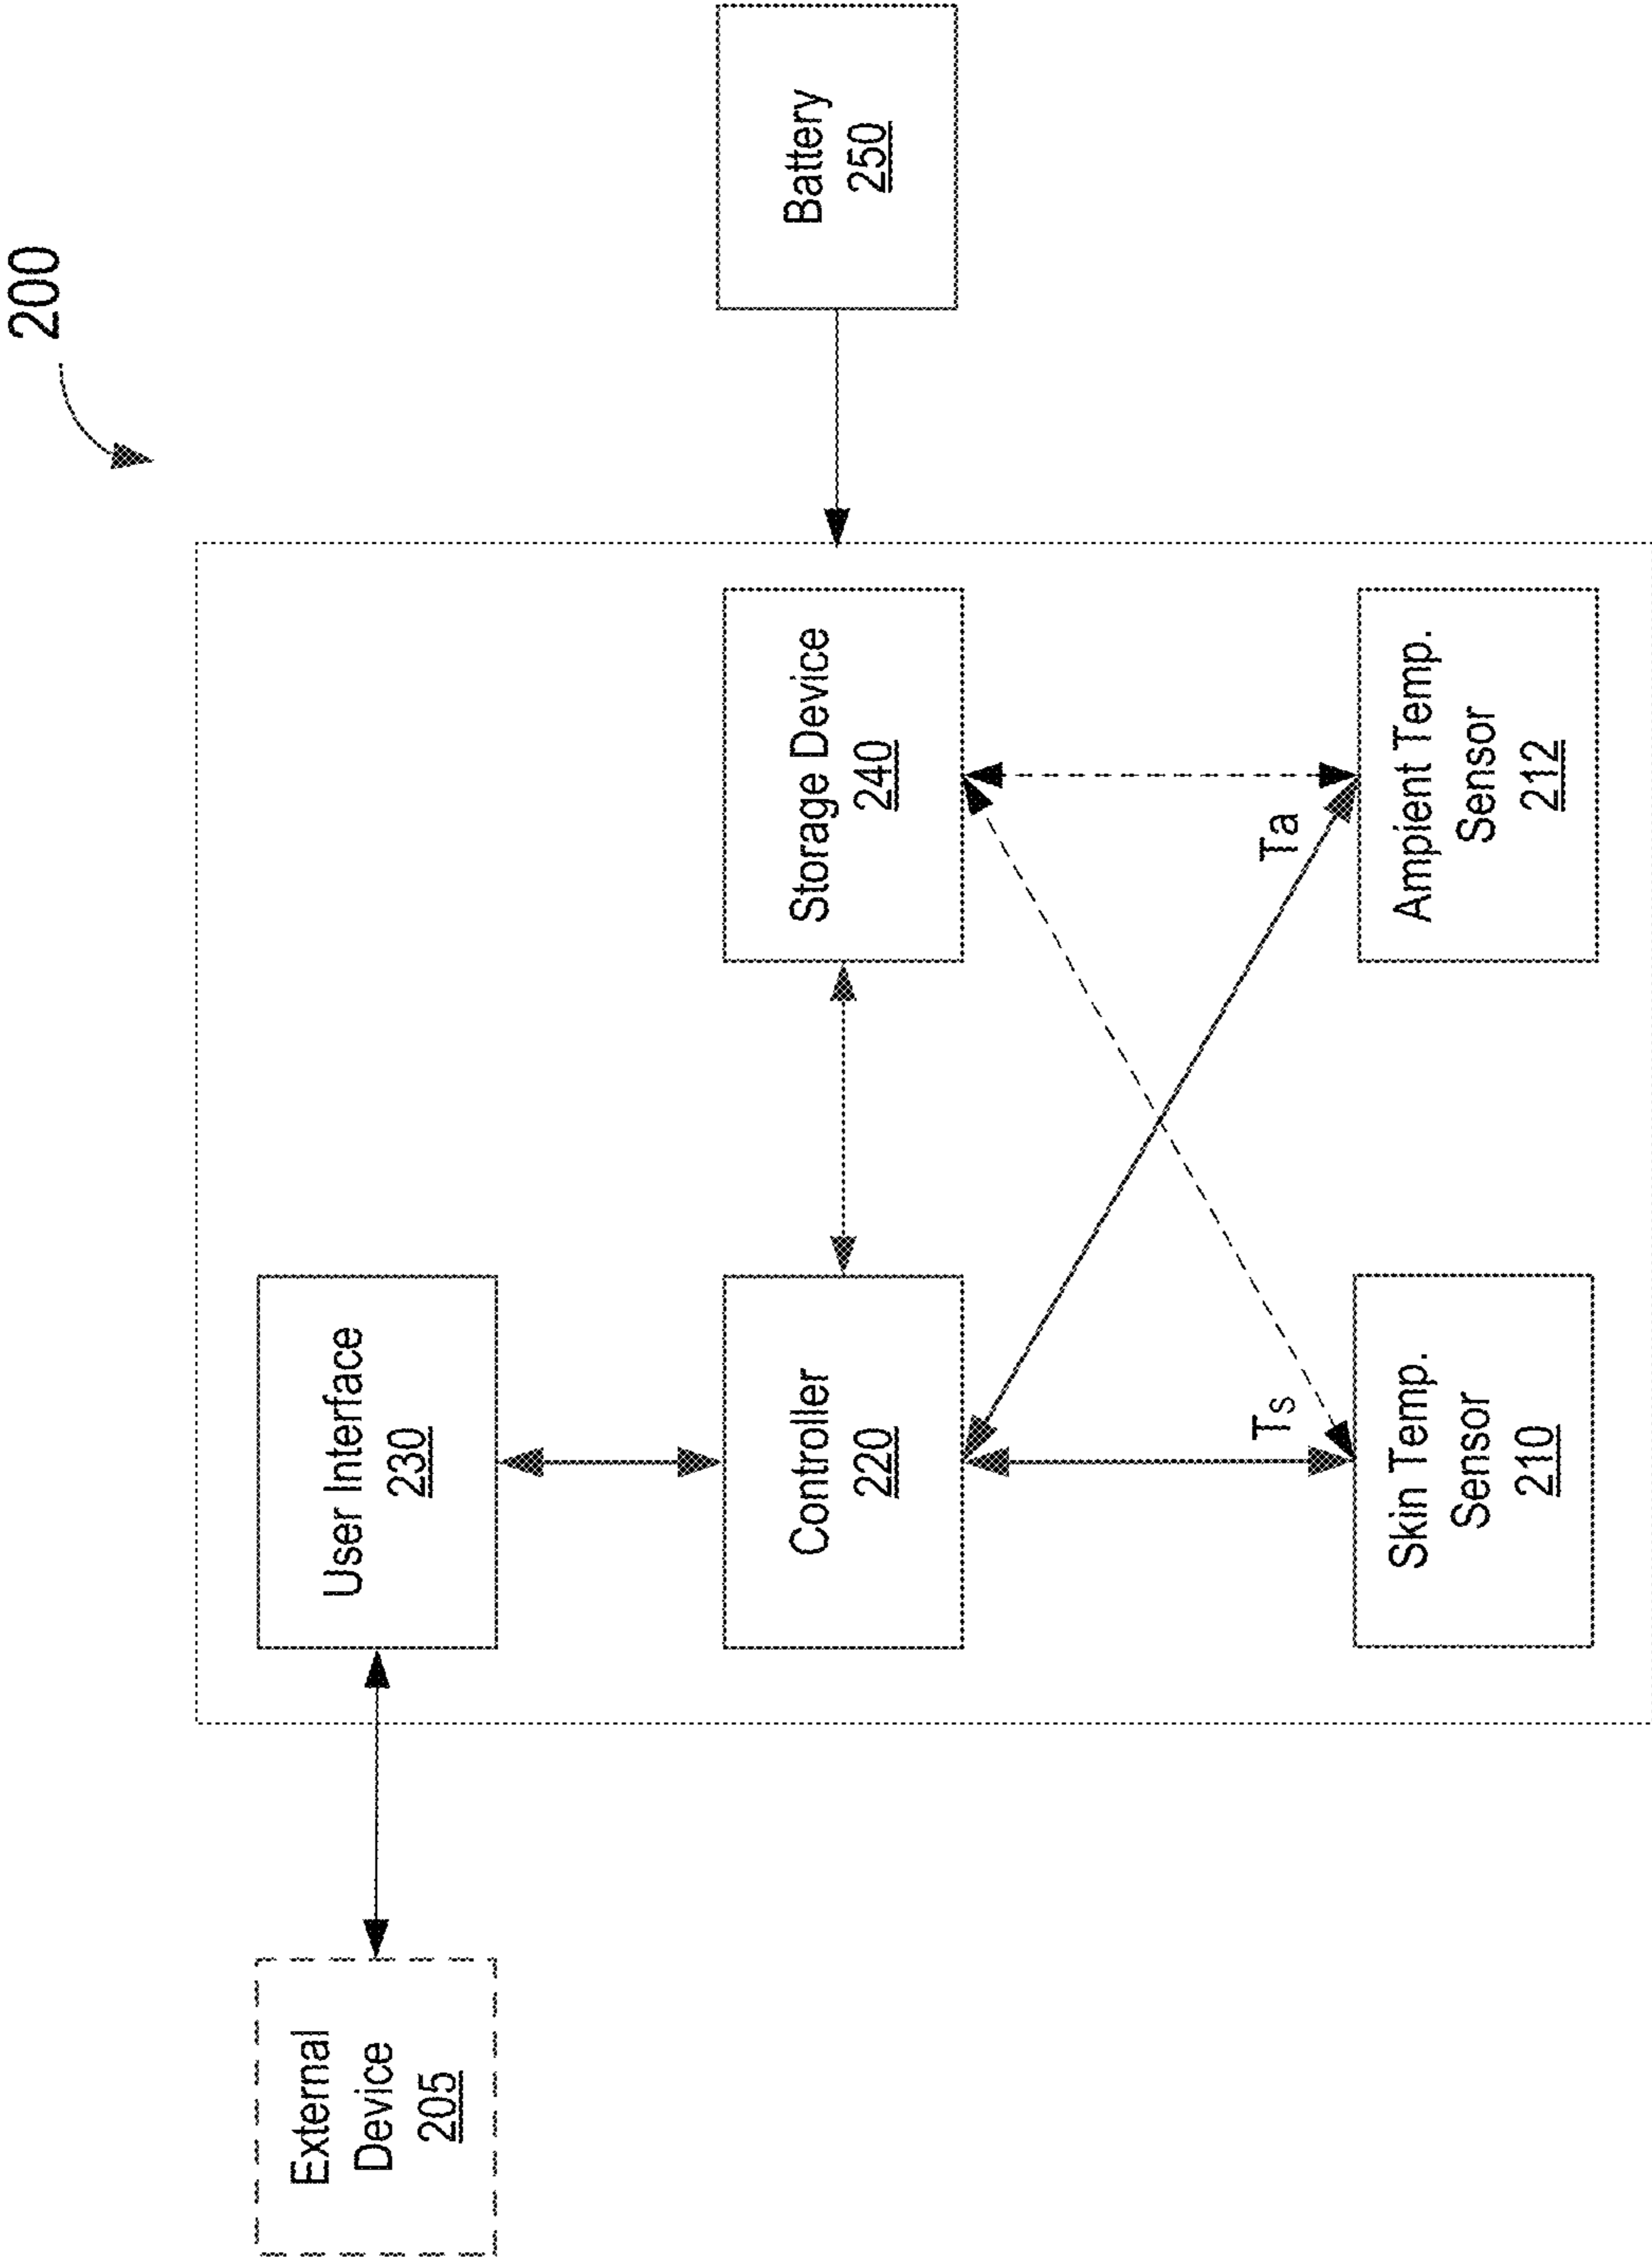 200
External
Device
205
User Interface
230
Controller
220
Storage Device
240
Battery
250
Ts
Ta
Skin Temp.
Sensor
210
Ampient Temp.
Sensor
212